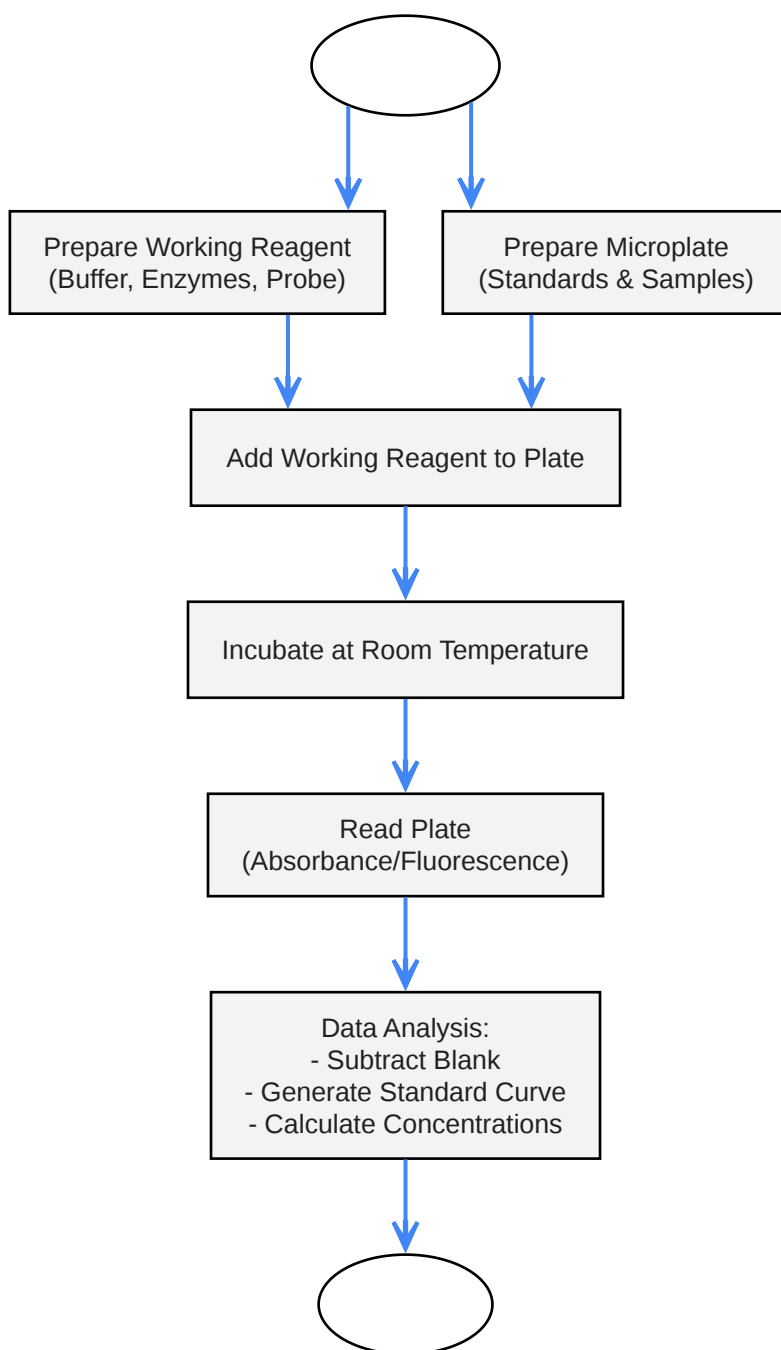 Prepare Working Reagent
(Buffer, Enzymes, Probe)
Prepare Microplate
(Standards & Samples)
Add Working Reagent to Plate
Incubate at Room Temperature
Read Plate
(Absorbance/Fluorescence)
Data Analysis:
- Subtract Blank
- Generate Standard Curve
- Calculate Concentrations